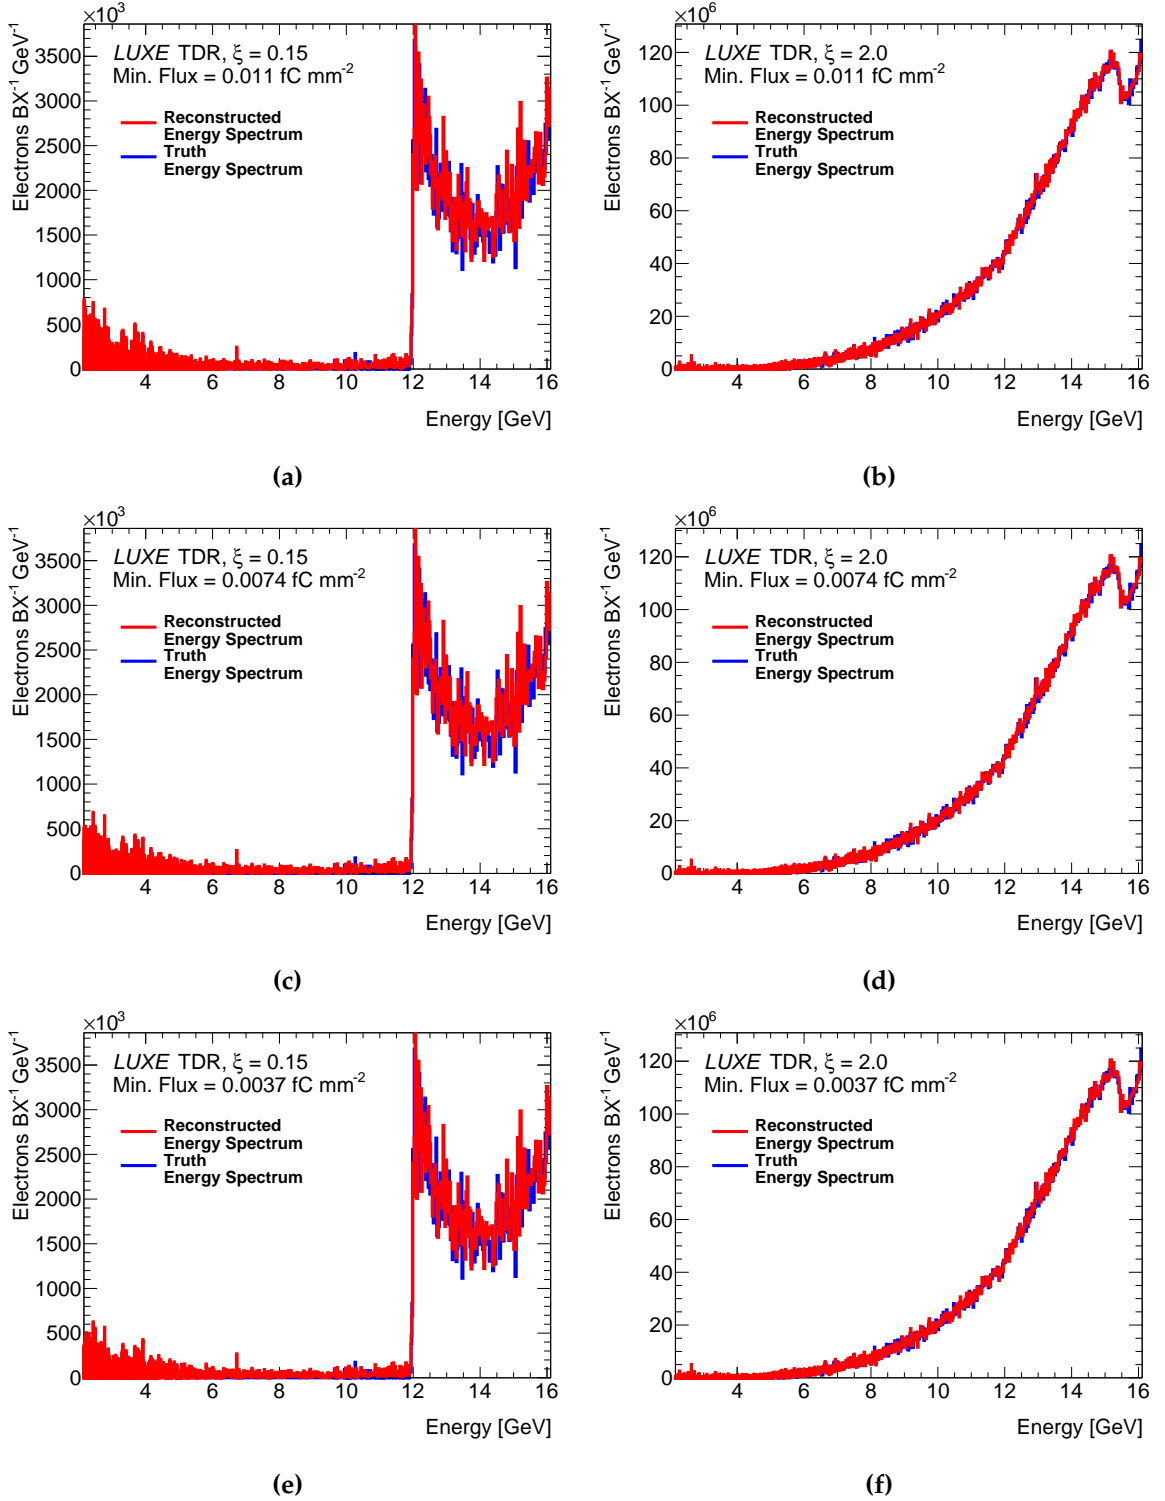 ×10³
Electrons BX⁻¹ GeV⁻¹
LUXE TDR, ξ = 0.15
Min. Flux = 0.011 fC mm⁻²
Reconstructed
Energy Spectrum
Truth
Energy Spectrum
3500
3000
2500
2000
1500
1000
500
0
4 6 8 10 12 14 16
Energy [GeV]
(a)
×10⁶
Electrons BX⁻¹ GeV⁻¹
LUXE TDR, ξ = 2.0
Min. Flux = 0.011 fC mm⁻²
Reconstructed
Energy Spectrum
Truth
Energy Spectrum
120
100
80
60
40
20
0
4 6 8 10 12 14 16
Energy [GeV]
(b)
×10³
Electrons BX⁻¹ GeV⁻¹
LUXE TDR, ξ = 0.15
Min. Flux = 0.0074 fC mm⁻²
Reconstructed
Energy Spectrum
Truth
Energy Spectrum
3500
3000
2500
2000
1500
1000
500
0
4 6 8 10 12 14 16
Energy [GeV]
(c)
×10⁶
Electrons BX⁻¹ GeV⁻¹
LUXE TDR, ξ = 2.0
Min. Flux = 0.0074 fC mm⁻²
Reconstructed
Energy Spectrum
Truth
Energy Spectrum
120
100
80
60
40
20
0
4 6 8 10 12 14 16
Energy [GeV]
(d)
×10³
Electrons BX⁻¹ GeV⁻¹
LUXE TDR, ξ = 0.15
Min. Flux = 0.0037 fC mm⁻²
Reconstructed
Energy Spectrum
Truth
Energy Spectrum
3500
3000
2500
2000
1500
1000
500
0
4 6 8 10 12 14 16
Energy [GeV]
(e)
×10⁶
Electrons BX⁻¹ GeV⁻¹
LUXE TDR, ξ = 2.0
Min. Flux = 0.0037 fC mm⁻²
Reconstructed
Energy Spectrum
Truth
Energy Spectrum
120
100
80
60
40
20
0
4 6 8 10 12 14 16
Energy [GeV]
(f)